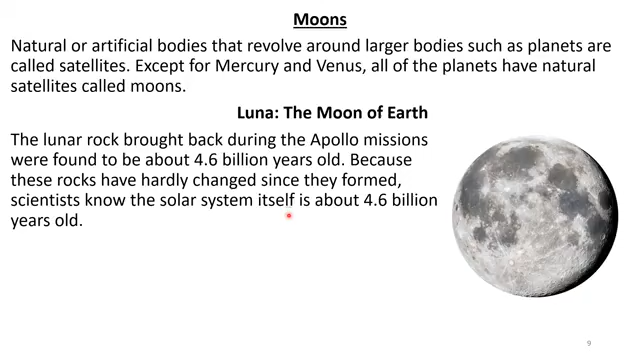 Moons
Natural or artificial bodies that revolve around larger bodies such as planets are
called satellites. Except for Mercury and Venus, all of the planets have natural
satellites called moons.
Luna: The Moon of Earth
The lunar rock brought back during the Apollo missions
were found to be about 4.6 billion years old. Because
these rocks have hardly changed since they formed,
scientists know the solar system itself is about 4.6 billion
years old.
9